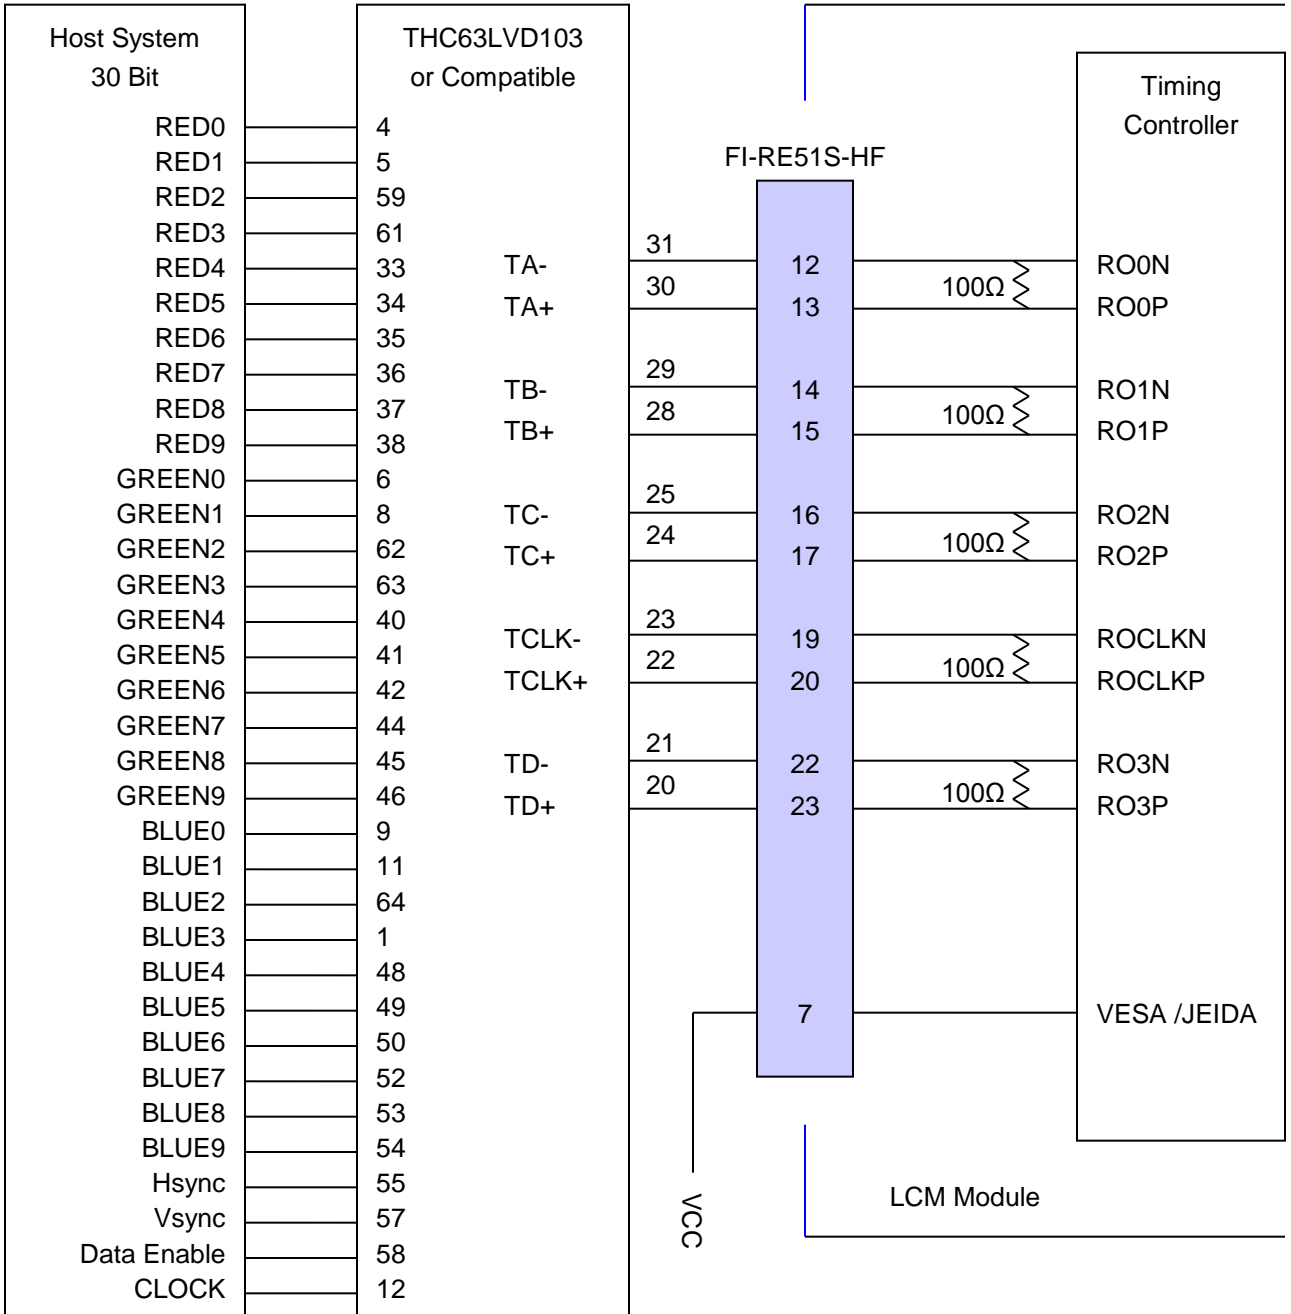 Host System
30 Bit
RED0
RED1
RED2
RED3
RED4
RED5
RED6
RED7
RED8
RED9
GREEN0
GREEN1
GREEN2
GREEN3
GREEN4
GREEN5
GREEN6
GREEN7
GREEN8
GREEN9
BLUE0
BLUE1
BLUE2
BLUE3
BLUE4
BLUE5
BLUE6
BLUE7
BLUE8
BLUE9
Hsync
Vsync
Data Enable
CLOCK
THC63LVD103
or Compatible
4
5
59
61
33
34
35
36
37
38
6
8
62
63
40
41
42
44
45
46
9
11
64
1
48
49
50
52
53
54
55
57
58
12
TA-
TA+
TB-
TB+
TC-
TC+
TCLK-
TCLK+
TD-
TD+
31
30
29
28
25
24
23
22
21
20
FI-RE51S-HF
12
13
14
15
16
17
19
20
22
23
7
VCC
100Ω
100Ω
100Ω
100Ω
100Ω
Timing
Controller
RO0N
RO0P
RO1N
RO1P
RO2N
RO2P
ROCLKN
ROCLKP
RO3N
RO3P
VESA /JEIDA
LCM Module